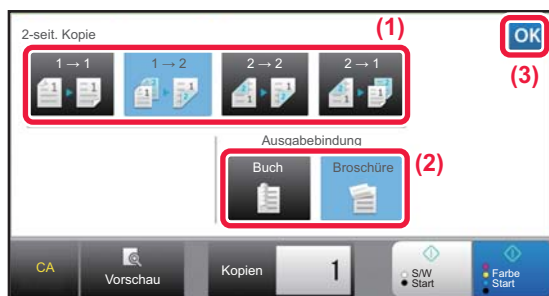 (1)
2-seit. Kopie
OK
1 → 1
1 → 2
2 → 2
2 → 1
(3)
Ausgabebindung
Buch
Broschüre
(2)
CA
Vorschau
Kopien
1
S/W
Start
Farbe
Start